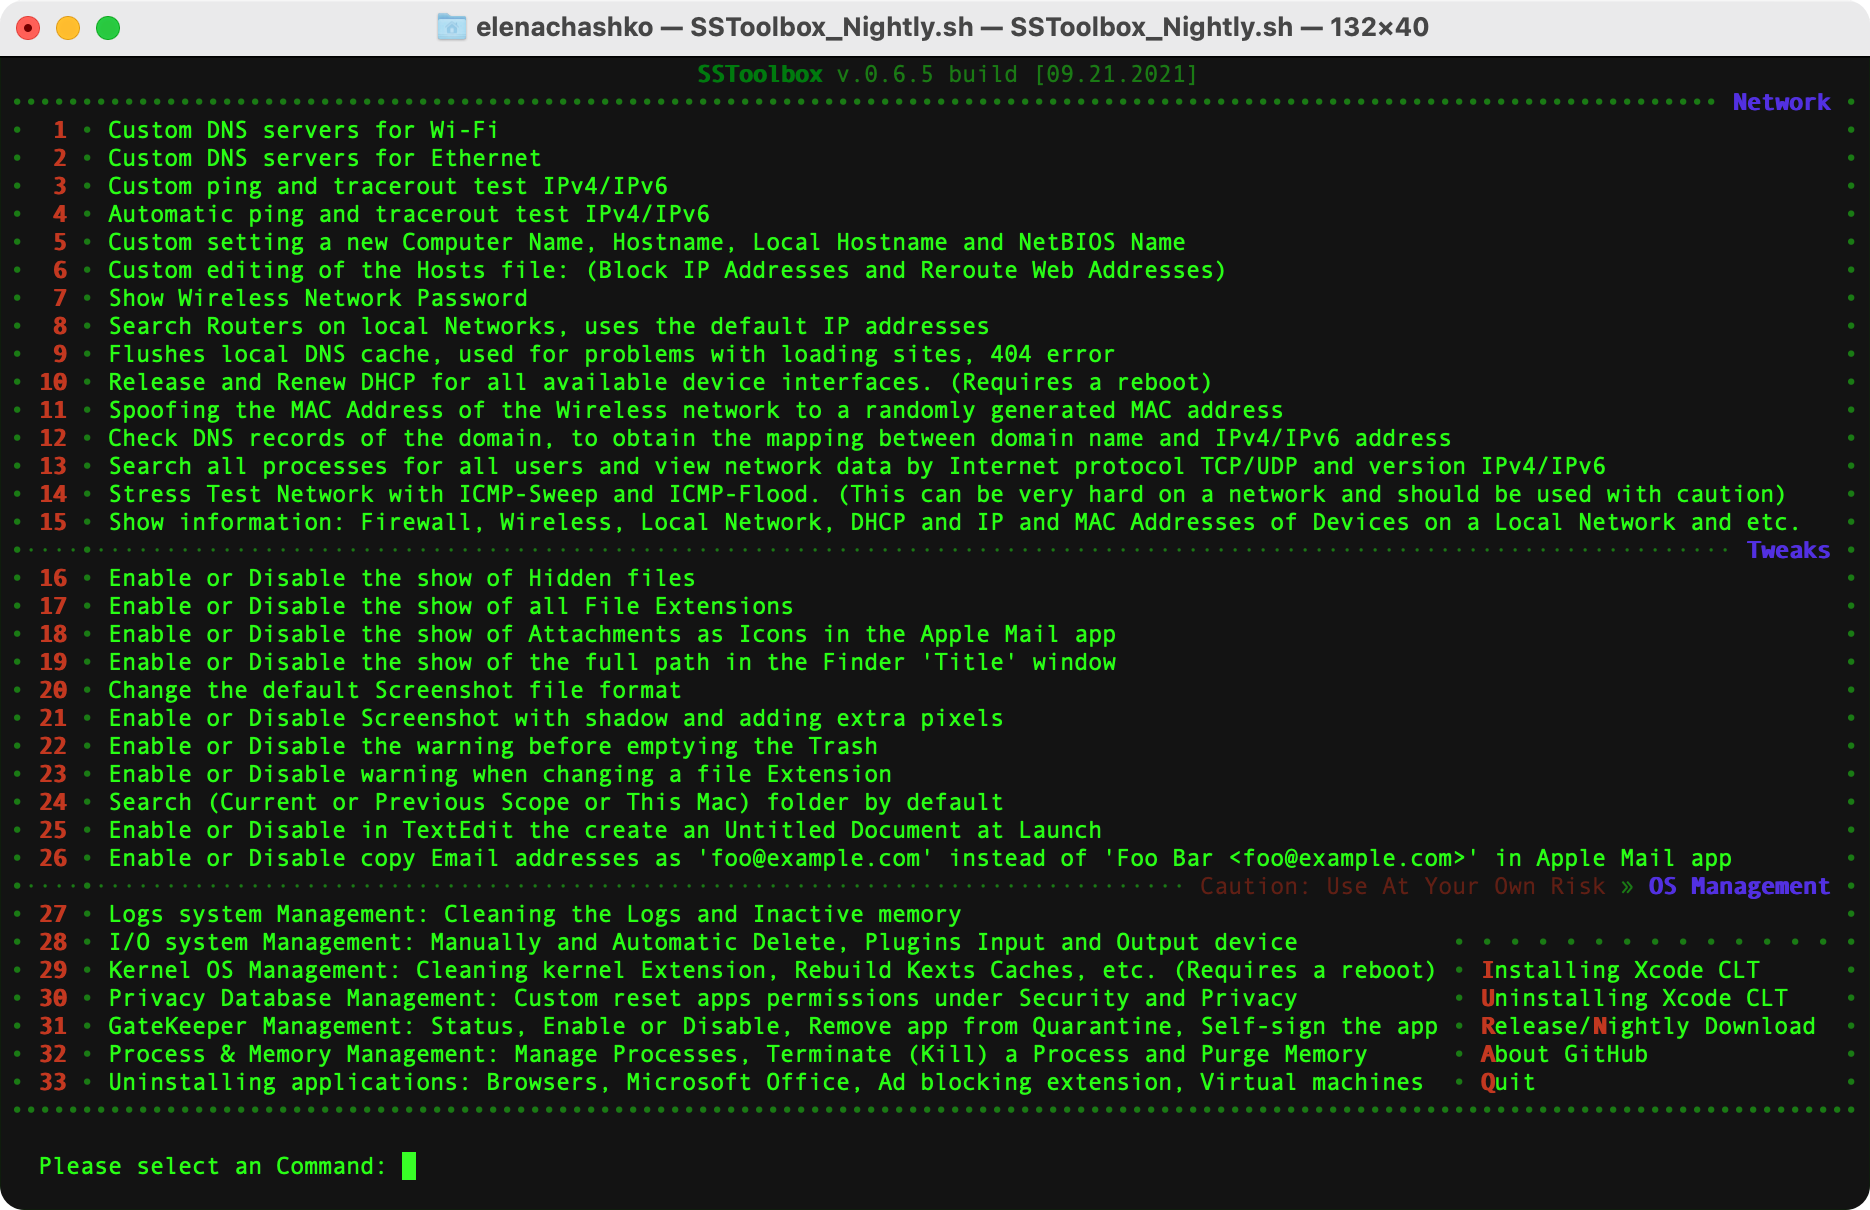 elenachashko — SSToolbox_Nightly.sh — SSToolbox_Nightly.sh — 132×40
SSToolbox v.0.6.5 build [09.21.2021]
Network
1 Custom DNS servers for Wi-Fi
2 Custom DNS servers for Ethernet
3 Custom ping and tracerout test IPv4/IPv6
4 Automatic ping and tracerout test IPv4/IPv6
5 Custom setting a new Computer Name, Hostname, Local Hostname and NetBIOS Name
6 Custom editing of the Hosts file: (Block IP Addresses and Reroute Web Addresses)
7 Show Wireless Network Password
8 Search Routers on local Networks, uses the default IP addresses
9 Flushes local DNS cache, used for problems with loading sites, 404 error
10 Release and Renew DHCP for all available device interfaces. (Requires a reboot)
11 Spoofing the MAC Address of the Wireless network to a randomly generated MAC address
12 Check DNS records of the domain, to obtain the mapping between domain name and IPv4/IPv6 address
13 Search all processes for all users and view network data by Internet protocol TCP/UDP and version IPv4/IPv6
14 Stress Test Network with ICMP-Sweep and ICMP-Flood. (This can be very hard on a network and should be used with caution)
15 Show information: Firewall, Wireless, Local Network, DHCP and IP and MAC Addresses of Devices on a Local Network and etc.
Tweaks
16 Enable or Disable the show of Hidden files
17 Enable or Disable the show of all File Extensions
18 Enable or Disable the show of Attachments as Icons in the Apple Mail app
19 Enable or Disable the show of the full path in the Finder 'Title' window
20 Change the default Screenshot file format
21 Enable or Disable Screenshot with shadow and adding extra pixels
22 Enable or Disable the warning before emptying the Trash
23 Enable or Disable warning when changing a file Extension
24 Search (Current or Previous Scope or This Mac) folder by default
25 Enable or Disable in TextEdit the create an Untitled Document at Launch
26 Enable or Disable copy Email addresses as 'foo@example.com' instead of 'Foo Bar <foo@example.com>' in Apple Mail app
Caution: Use At Your Own Risk » OS Management
27 Logs system Management: Cleaning the Logs and Inactive memory
28 I/O system Management: Manually and Automatic Delete, Plugins Input and Output device
29 Kernel OS Management: Cleaning kernel Extension, Rebuild Kexts Caches, etc. (Requires a reboot) Installing Xcode CLT
30 Privacy Database Management: Custom reset apps permissions under Security and Privacy Uninstalling Xcode CLT
31 GateKeeper Management: Status, Enable or Disable, Remove app from Quarantine, Self-sign the app Release/Nightly Download
32 Process & Memory Management: Manage Processes, Terminate (Kill) a Process and Purge Memory About GitHub
33 Uninstalling applications: Browsers, Microsoft Office, Ad blocking extension, Virtual machines Quit
Please select an Command: